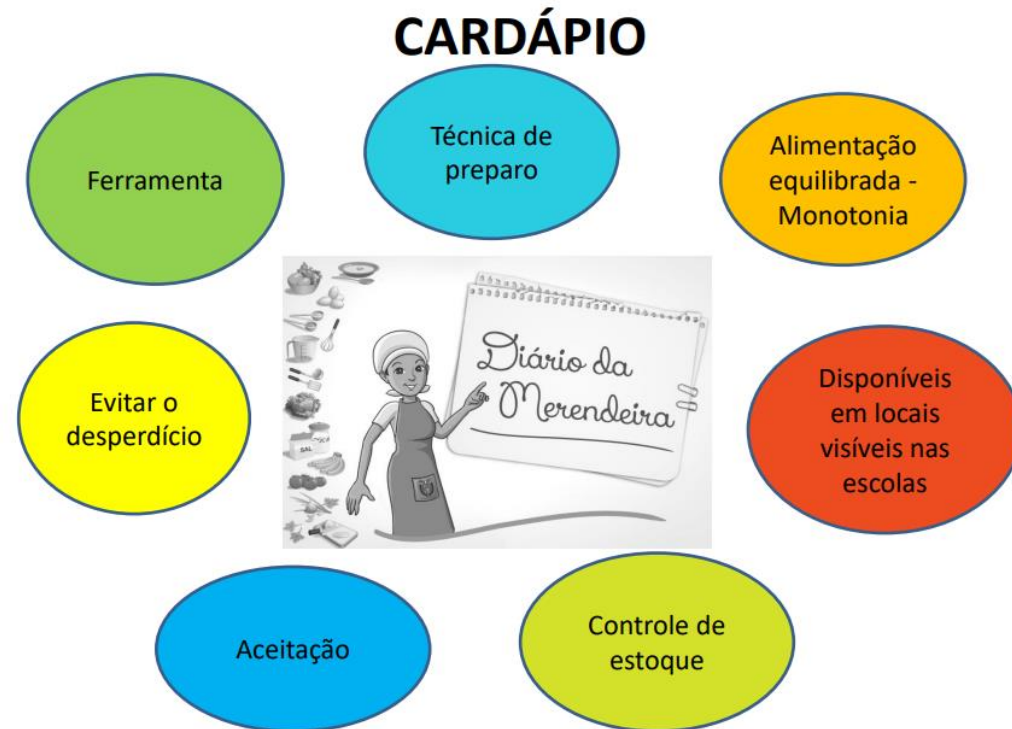 CARDÁPIO
Ferramenta
Técnica de
preparo
Alimentação
equilibrada -
Monotonia
Evitar o
desperdício
Diário da
Merendeira
SAL
Disponíveis
em locais
visíveis nas
escolas
Aceitação
Controle de
estoque